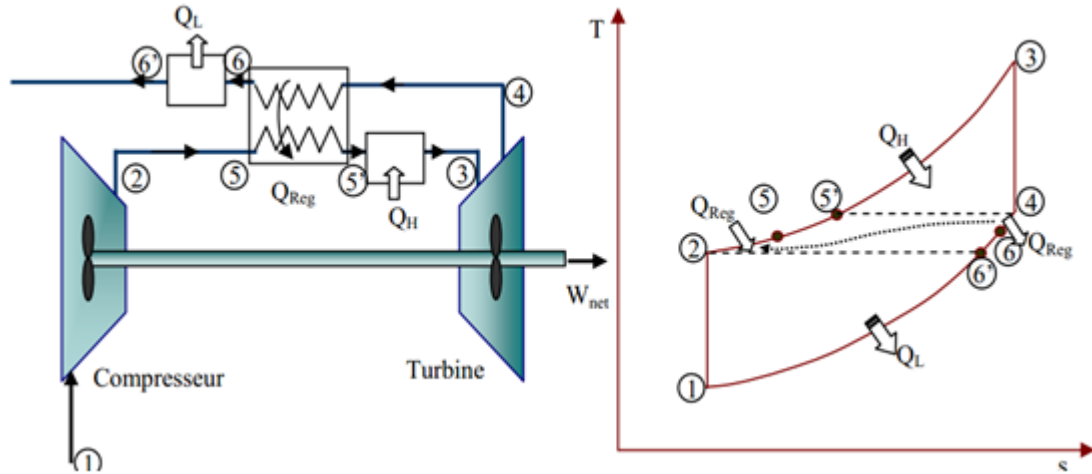 Q_L
6'
6
4
2
5
5'
3
Q_Reg
Q_H
W_net
Compresseur
Turbine
1
T
3
Q_H
5
5'
Q_Reg
4
2
Q_Reg
6
6'
Q_L
1
s